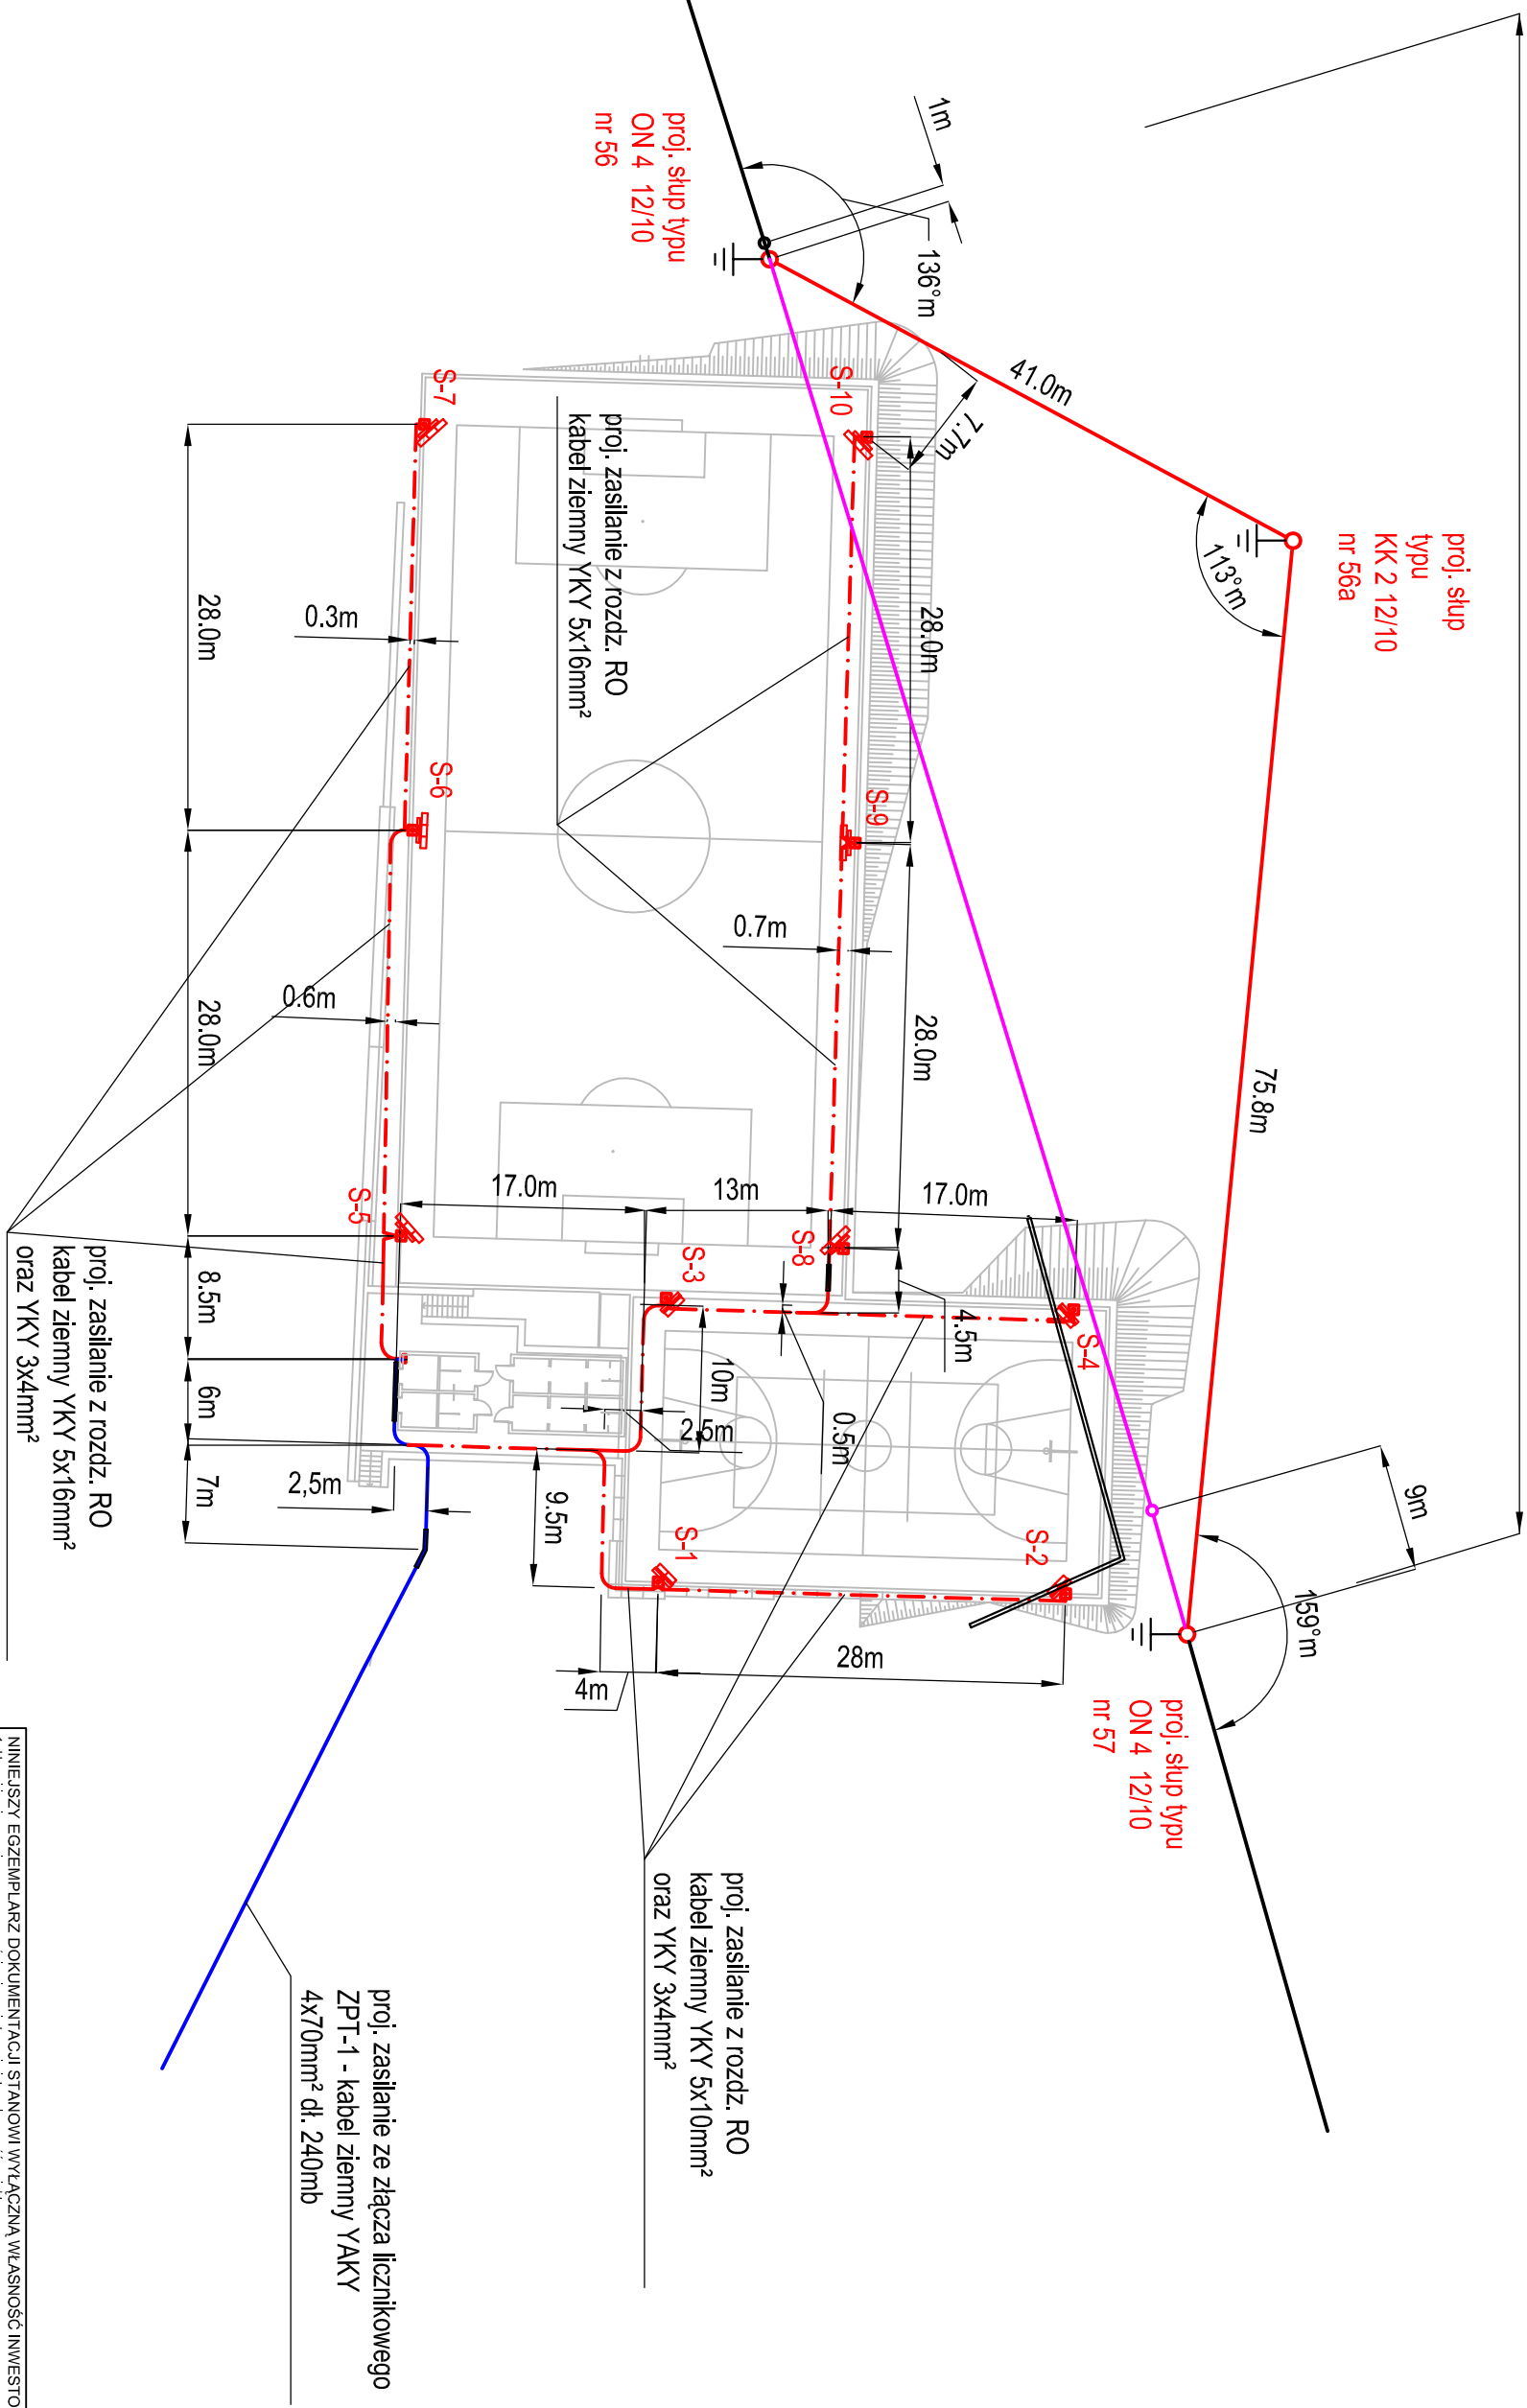 proj. słup
typu
KK 2 12/10
nr 56a
113°m
41.0m
75.8m
1m
136°m
proj. słup typu
ON 4 12/10
nr 56
7.7m
S-10
S-7
proj. zasilanie z rozdz. RO
kabel ziemny YKY 5x16mm²
28.0m
28.0m
0.3m
S-6
S-9
0.7m
0.6m
28.0m
28.0m
17.0m
13m
17.0m
S-5
S-3
S-8
S-4
4.5m
0.5m
10m
2,5m
8.5m
6m
7m
2,5m
9.5m
S-1
S-2
4m
28m
9m
159°m
proj. słup typu
ON 4 12/10
nr 57
proj. zasilanie z rozdz. RO
kabel ziemny YKY 5x16mm²
oraz YKY 3x4mm²
proj. zasilanie z rozdz. RO
kabel ziemny YKY 5x10mm²
oraz YKY 3x4mm²
proj. zasilanie ze złącza licznikowego
ZPT-1 - kabel ziemny YAKY
4x70mm² dł. 240mb
NINIEJSZY EGZEMPLARZ DOKUMENTACJI STANOWI WYŁĄCZNĄ WŁASNOŚĆ INWESTO